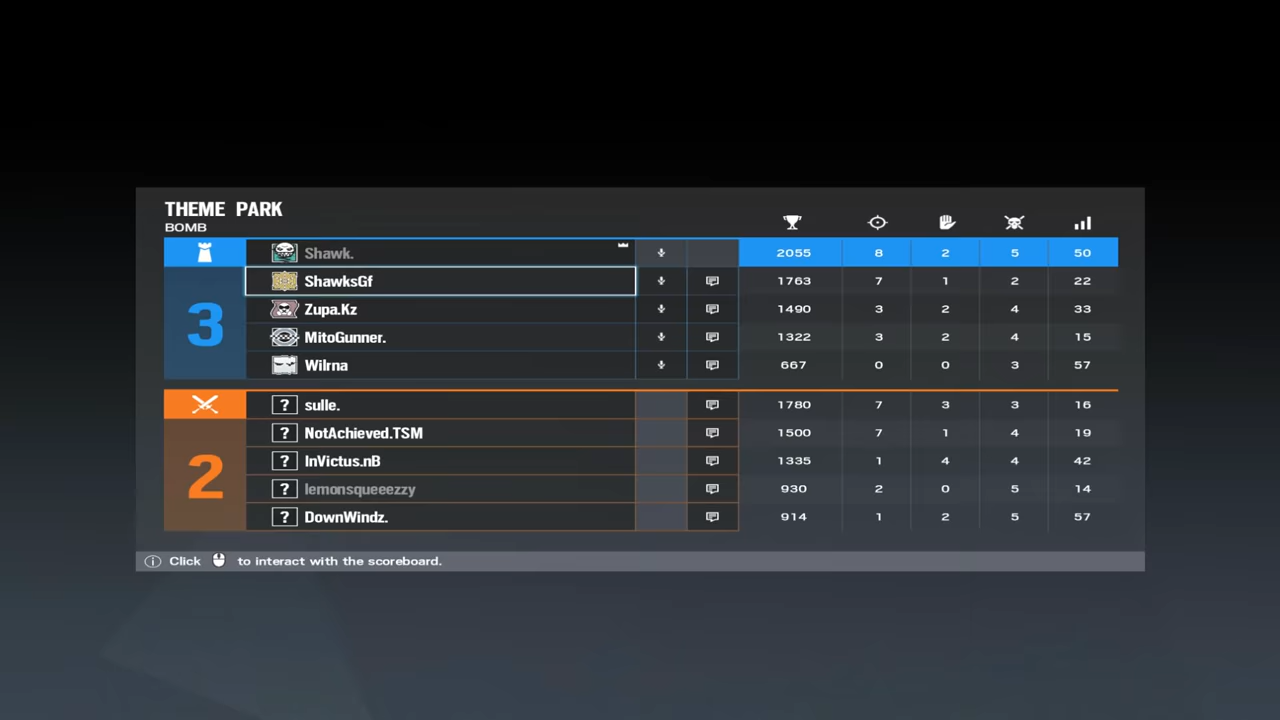 THEME PARK
BOMB
Shawk. 2055 8 2 5 50
3
ShawksGf 1763 7 1 2 22
Zupa.Kz 1490 3 2 4 33
MitoGunner. 1322 3 2 4 15
Wilrna 667 0 0 3 57
2
? sulle. 1780 7 3 3 16
? NotAchieved.TSM 1500 7 1 4 19
? InVictus.nB 1335 1 4 4 42
? lemonsqueeezzy 930 2 0 5 14
? DownWindz. 914 1 2 5 57
Click to interact with the scoreboard.